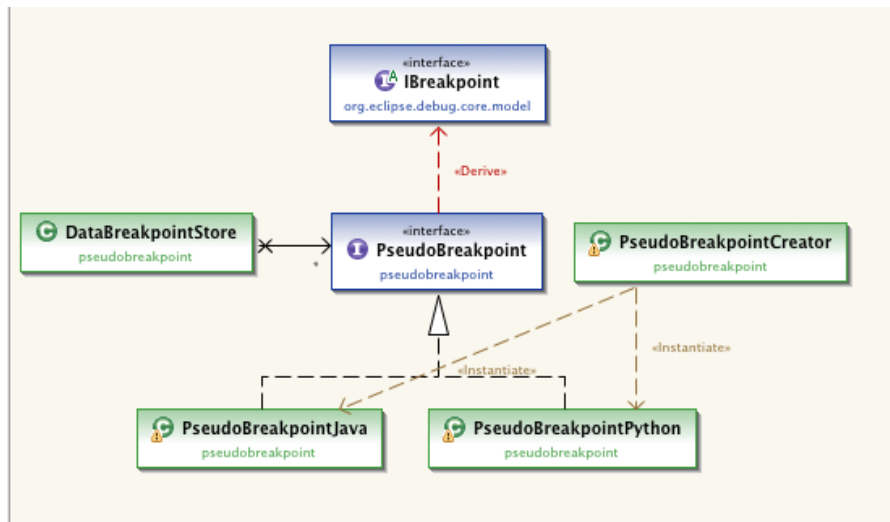 «interface»
IBreakpoint
org.eclipse.debug.core.model
«Derive»
DataBreakpointStore
pseudobreakpoint
*
«interface»
PseudoBreakpoint
pseudobreakpoint
PseudoBreakpointCreator
pseudobreakpoint
«Instantiate»
«Instantiate»
PseudoBreakpointJava
pseudobreakpoint
PseudoBreakpointPython
pseudobreakpoint